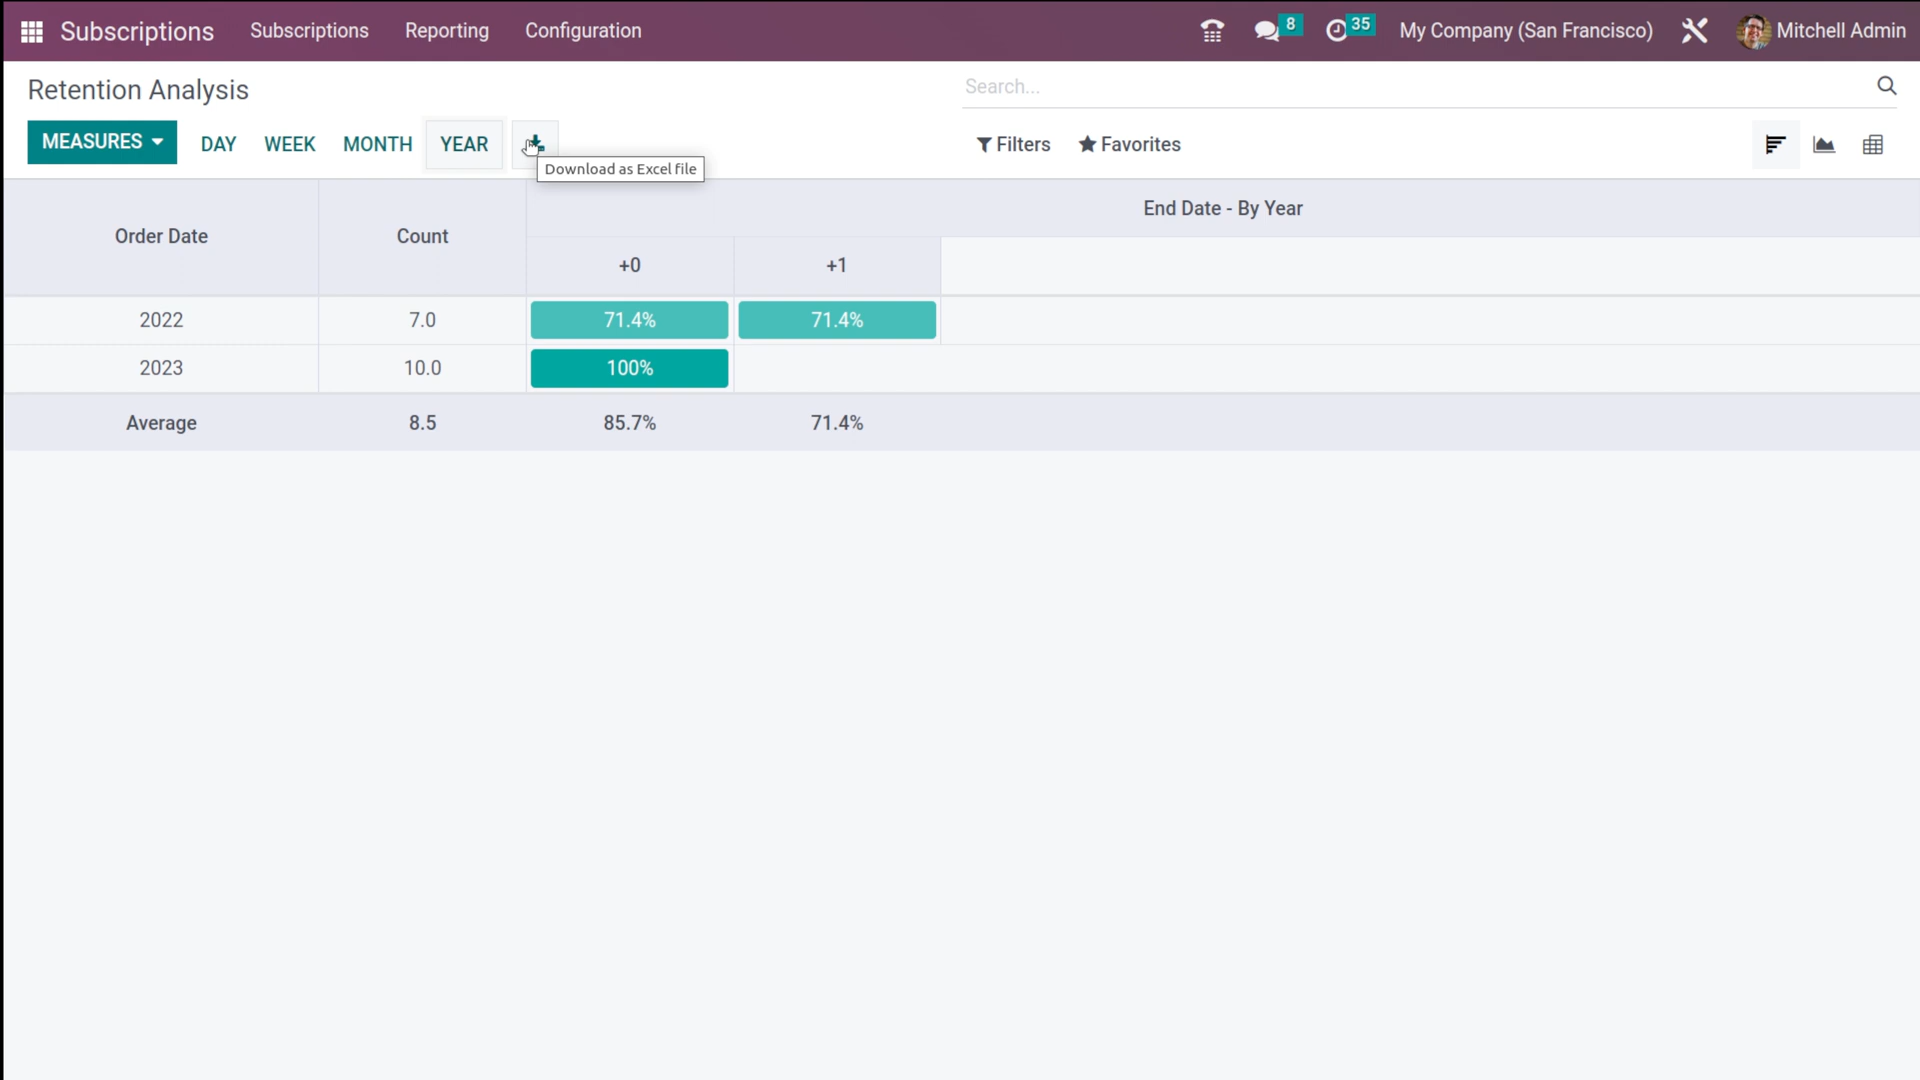 Subscriptions Subscriptions Reporting Configuration 8 35 My Company (San Francisco) Mitchell Admin
Retention Analysis Search...
MEASURES DAY WEEK MONTH YEAR Filters Favorites
Download as Excel file
End Date - By Year
Order Date Count
+0 +1
2022 7.0 71.4% 71.4%
2023 10.0 100%
Average 8.5 85.7% 71.4%